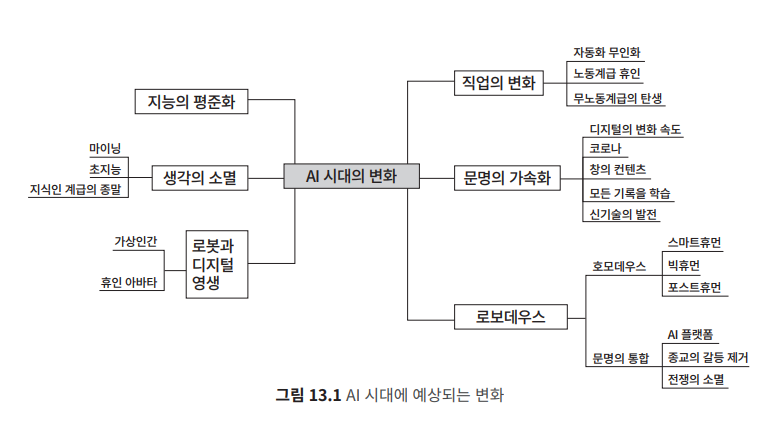 지능의 평준화
마이닝
초지능
지식인 계급의 종말
생각의 소멸
가상인간
휴인 아바타
로봇과
디지털
영생
AI 시대의 변화
직업의 변화
자동화 무인화
노동계급 휴인
무노동계급의 탄생
문명의 가속화
디지털의 변화 속도
코로나
창의 컨텐츠
모든 기록을 학습
신기술의 발전
로보데우스
호모데우스
스마트휴먼
빅휴먼
포스트휴먼
문명의 통합
AI 플랫폼
종교의 갈등 제거
전쟁의 소멸
그림 13.1 AI 시대에 예상되는 변화